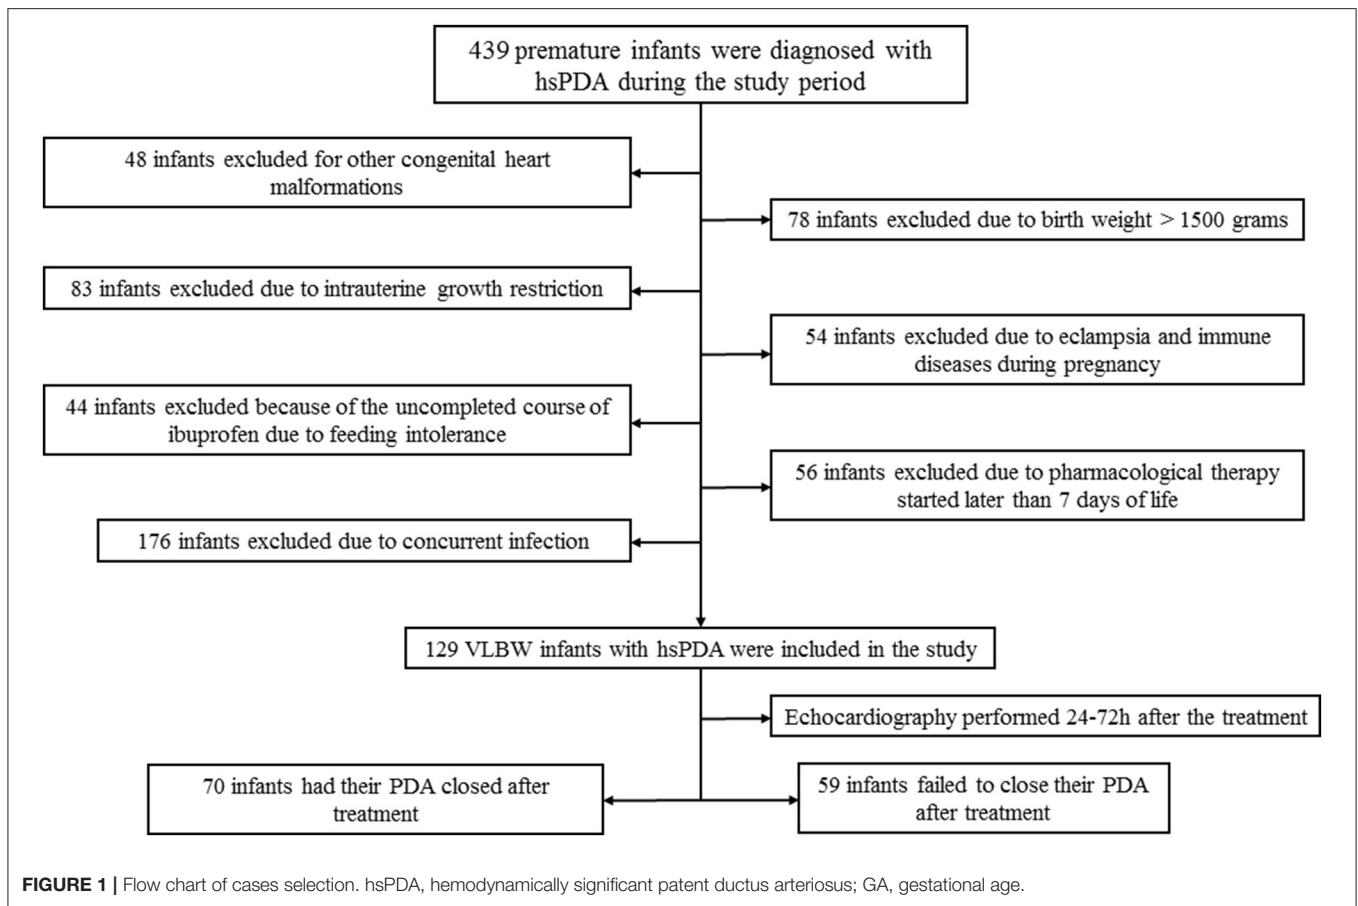 439 premature infants were diagnosed with
hsPDA during the study period
48 infants excluded for other congenital heart
malformations
78 infants excluded due to birth weight > 1500 grams
83 infants excluded due to intrauterine growth restriction
54 infants excluded due to eclampsia and immune
diseases during pregnancy
44 infants excluded because of the uncompleted course of
ibuprofen due to feeding intolerance
56 infants excluded due to pharmacological therapy
started later than 7 days of life
176 infants excluded due to concurrent infection
129 VLBW infants with hsPDA were included in the study
Echocardiography performed 24-72h after the treatment
70 infants had their PDA closed after
treatment
59 infants failed to close their PDA
after treatment
FIGURE 1 | Flow chart of cases selection. hsPDA, hemodynamically significant patent ductus arteriosus; GA, gestational age.